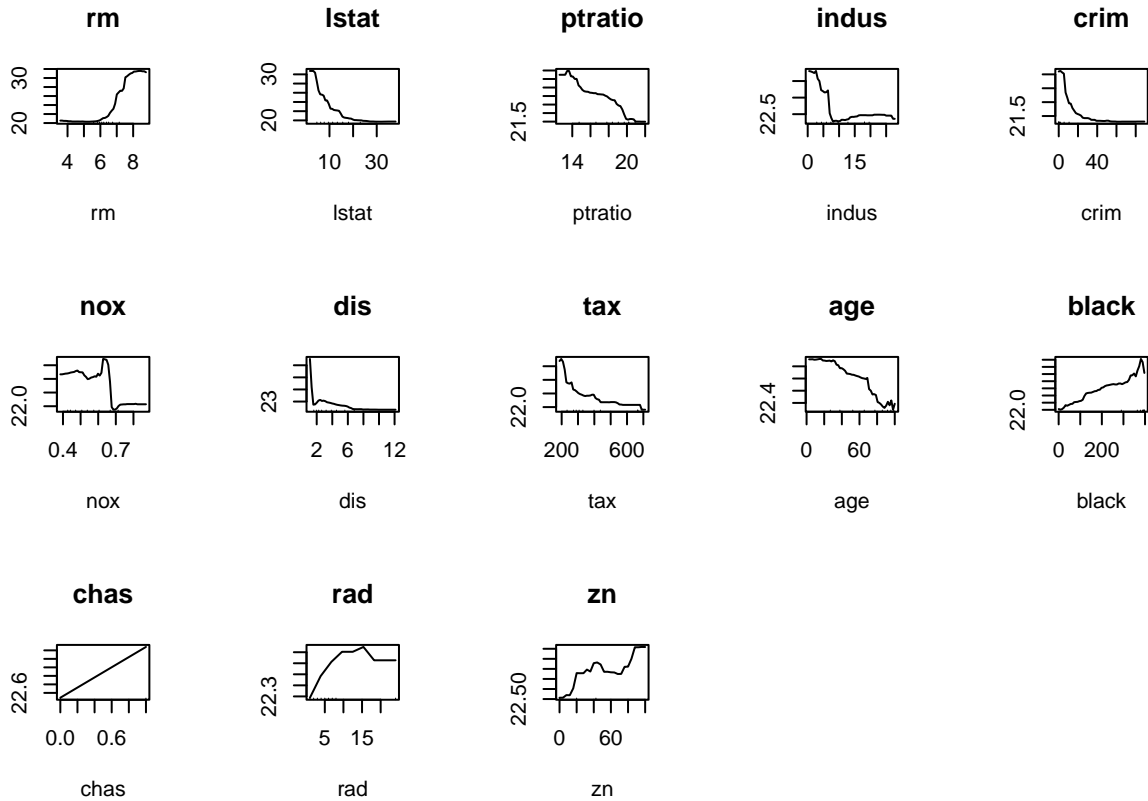 rm lstat ptratio indus crim
30
20
30
20
21.5
22.5
21.5
4 6 8 10 30 14 20 0 15 0 40
rm lstat ptratio indus crim
nox dis tax age black
22.0
23
22.0
22.4
22.0
0.4 0.7 2 6 12 200 600 0 60 0 200
nox dis tax age black
chas rad zn
22.6
22.3
22.50
0.0 0.6 5 15 0 60
chas rad zn